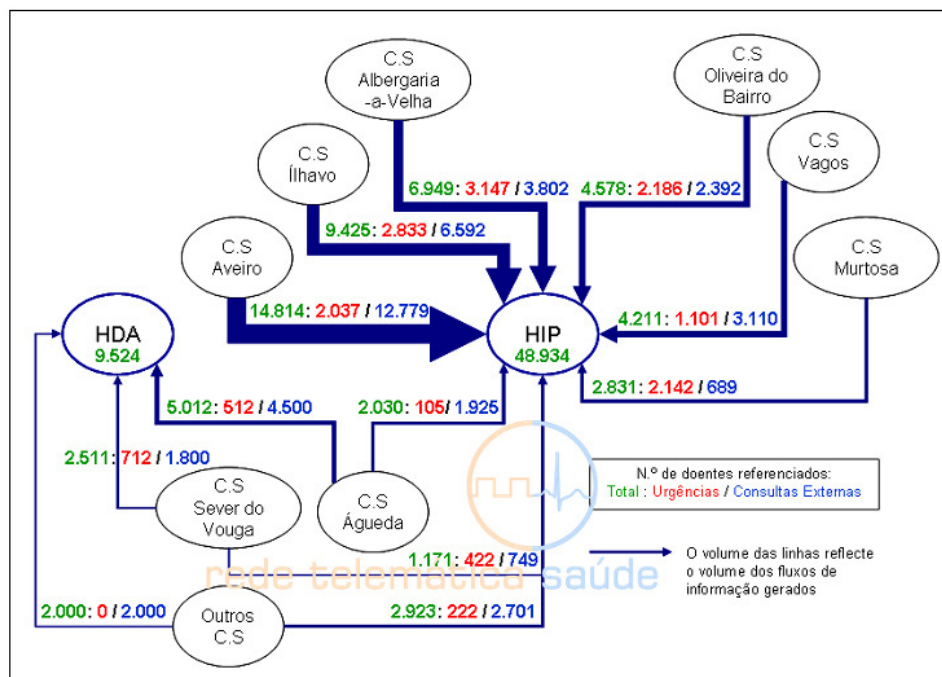 C.S
Albergaria
-a-Velha
C.S
Oliveira do
Bairro
C.S
Ílhavo
C.S
Vagos
6.949: 3.147 / 3.802
4.578: 2.186 / 2.392
9.425: 2.833 / 6.592
C.S
Aveiro
C.S
Murtosa
14.814: 2.037 / 12.779
HDA
9.524
HIP
48.934
4.211: 1.101 / 3.110
5.012: 512 / 4.500
2.030: 105/ 1.925
2.831: 2.142 / 689
2.511: 712 / 1.800
C.S
Sever do
Vouga
C.S
Águeda
N.º de doentes referenciados:
Total : Urgências / Consultas Externas
1.171: 422 / 749
rede telemática saúde
O volume das linhas reflecte
o volume dos fluxos de
informação gerados
2.000: 0 / 2.000
Outros
C.S
2.923: 222 / 2.701